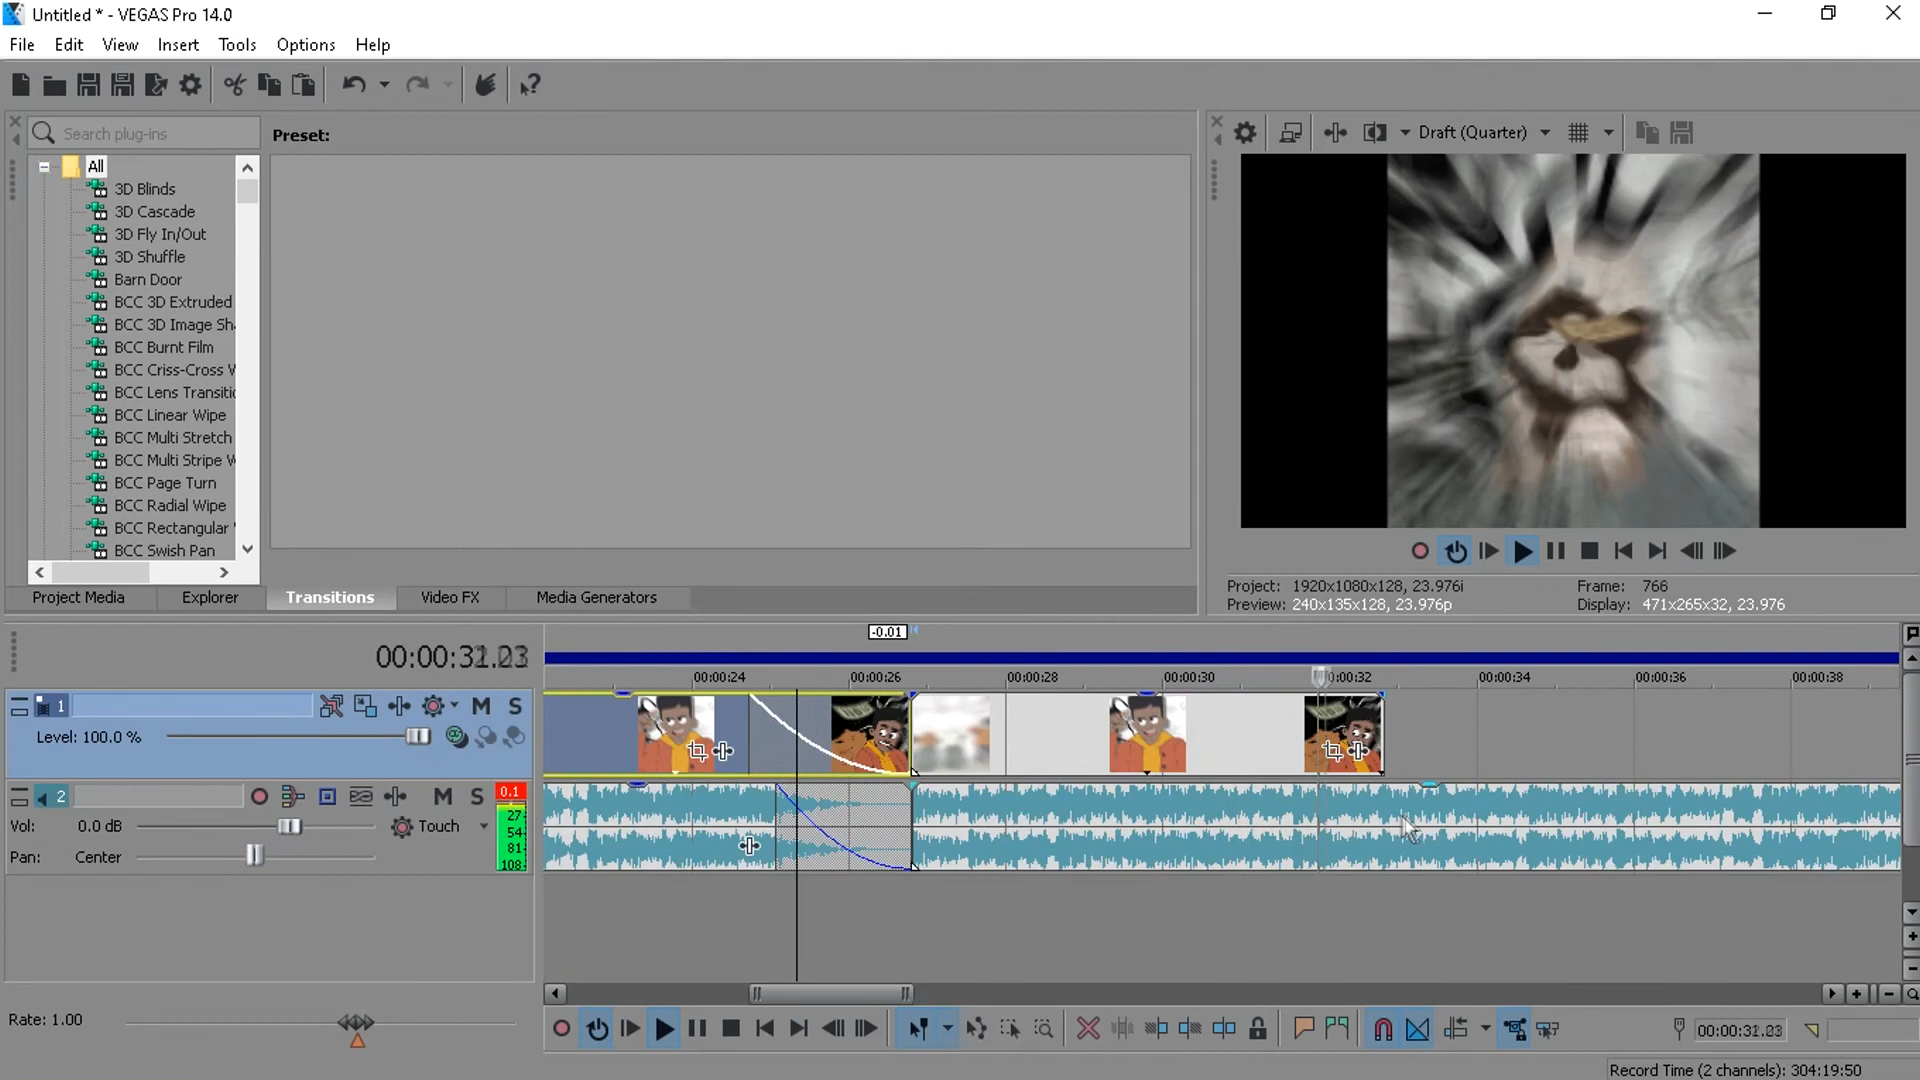 Untitled * - VEGAS Pro 14.0
File Edit View Insert Tools Options Help
Search plug-ins
Preset:
All
3D Blinds
3D Cascade
3D Fly In/Out
3D Shuffle
Barn Door
BCC 3D Extruded
BCC 3D Image Sh
BCC Burnt Film
BCC Criss-Cross
BCC Lens Transiti
BCC Linear Wipe
BCC Multi Stretch
BCC Multi Stripe
BCC Page Turn
BCC Radial Wipe
BCC Rectangular
BCC Swish Pan
Project Media Explorer Transitions Video FX Media Generators
Draft (Quarter)
Project: 1920x1080x128, 23.976i Frame: 766
Preview: 240x135x128, 23.976p Display: 471x265x32, 23.976
-0.01
00:00:24 00:00:26 00:00:28 00:00:30 00:00:32 00:00:34 00:00:36 00:00:38
1 M S
Level: 100.0 %
2 M S 0.1
Vol: 0.0 dB Touch
Pan: Center
27
54
81
108
Rate: 1.00
00:00:31.23
Record Time (2 channels): 304:19:50